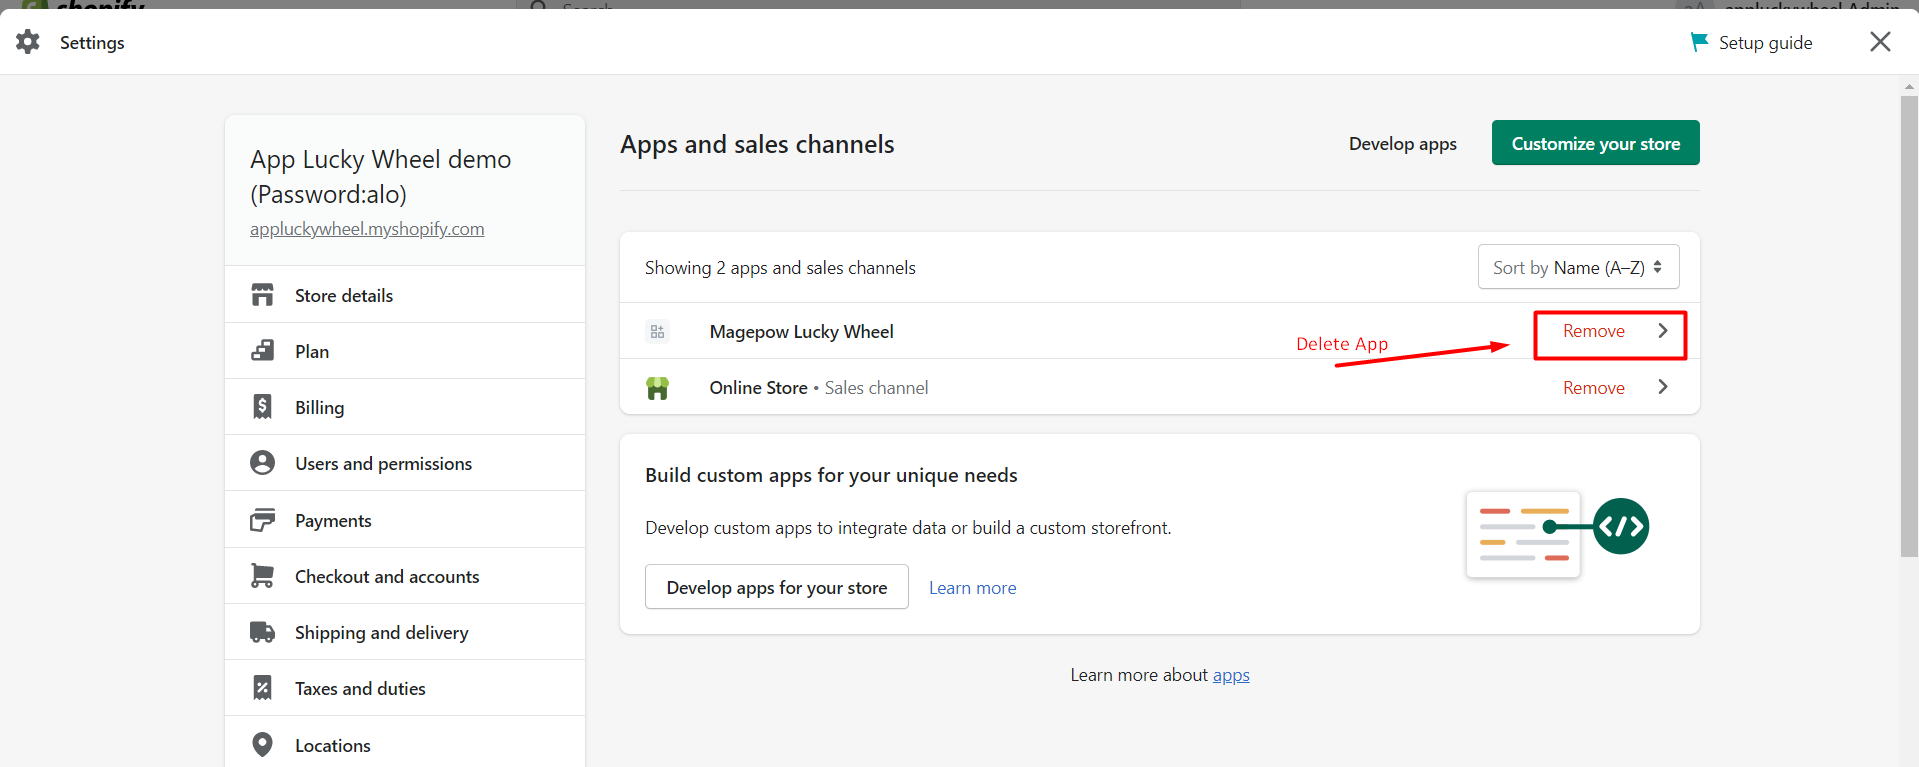 shopify
Search
appluckywheel Admin
Settings
Setup guide
App Lucky Wheel demo
(Password:alo)
appluckywheel.myshopify.com
Store details
Plan
Billing
Users and permissions
Payments
Checkout and accounts
Shipping and delivery
Taxes and duties
Locations
Apps and sales channels
Develop apps
Customize your store
Showing 2 apps and sales channels
Sort by Name (A–Z)
Magepow Lucky Wheel
Delete App
Remove
Online Store • Sales channel
Remove
Build custom apps for your unique needs
Develop custom apps to integrate data or build a custom storefront.
Develop apps for your store
Learn more
Learn more about apps